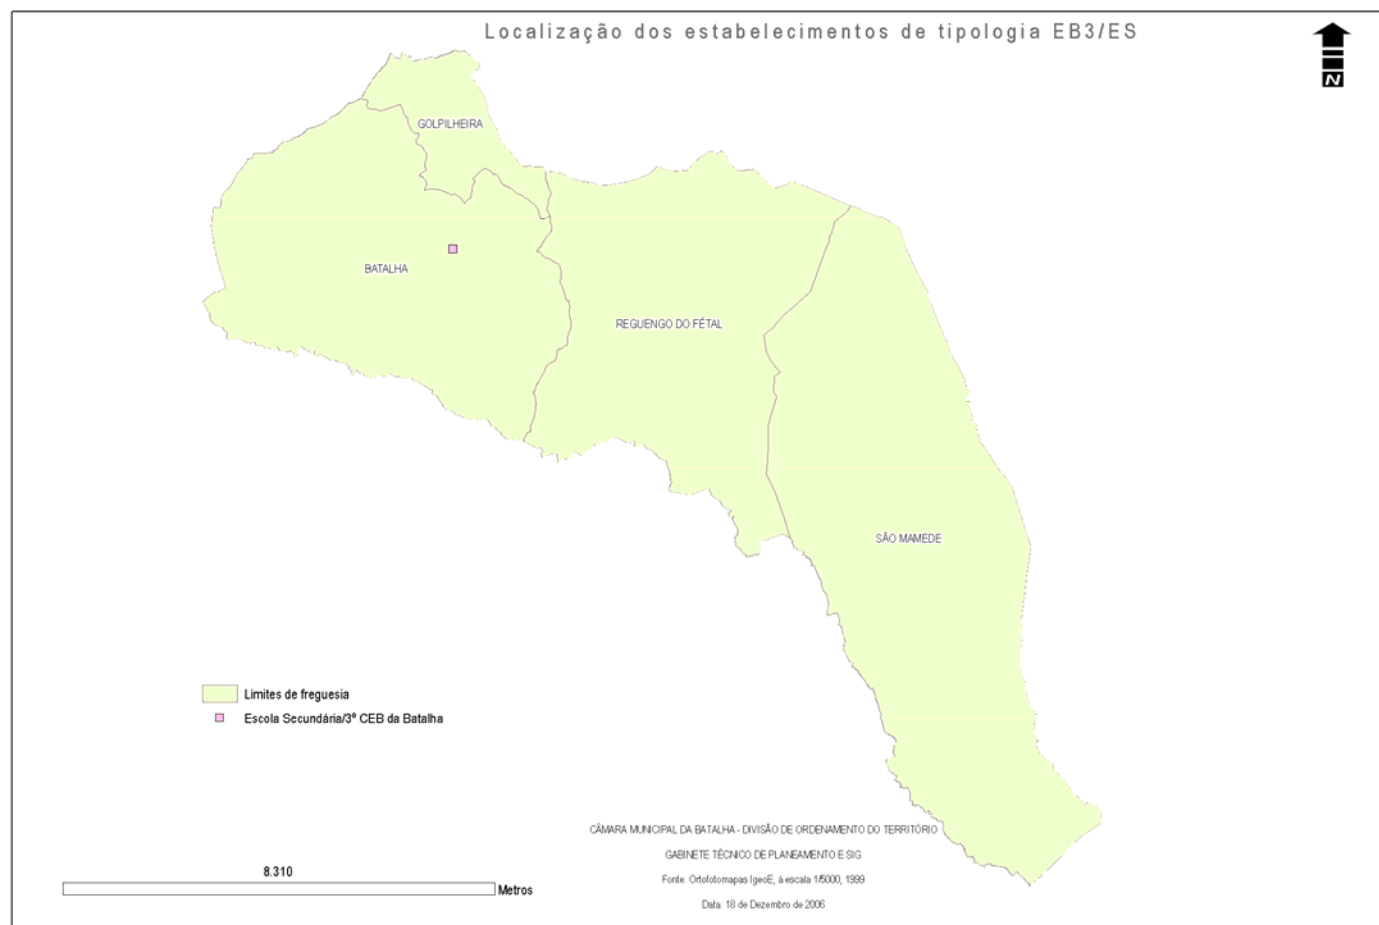 Localização dos estabelecimentos de tipologia EB3/ES
N
GOLPILHEIRA
BATALHA
REGUENGO DO FÉTAL
SÃO MAMEDE
Limites de freguesia
Escola Secundária/3º CEB da Batalha
CÂMARA MUNICIPAL DA BATALHA - DIVISÃO DE ORDENAMENTO DO TERRITÓRIO
GABINETE TÉCNICO DE PLANEAMENTO E SIG
Fonte: Ortofotomapas IgeoE, à escala 1/5000, 1999
Data: 18 de Dezembro de 2006
8.310
Metros